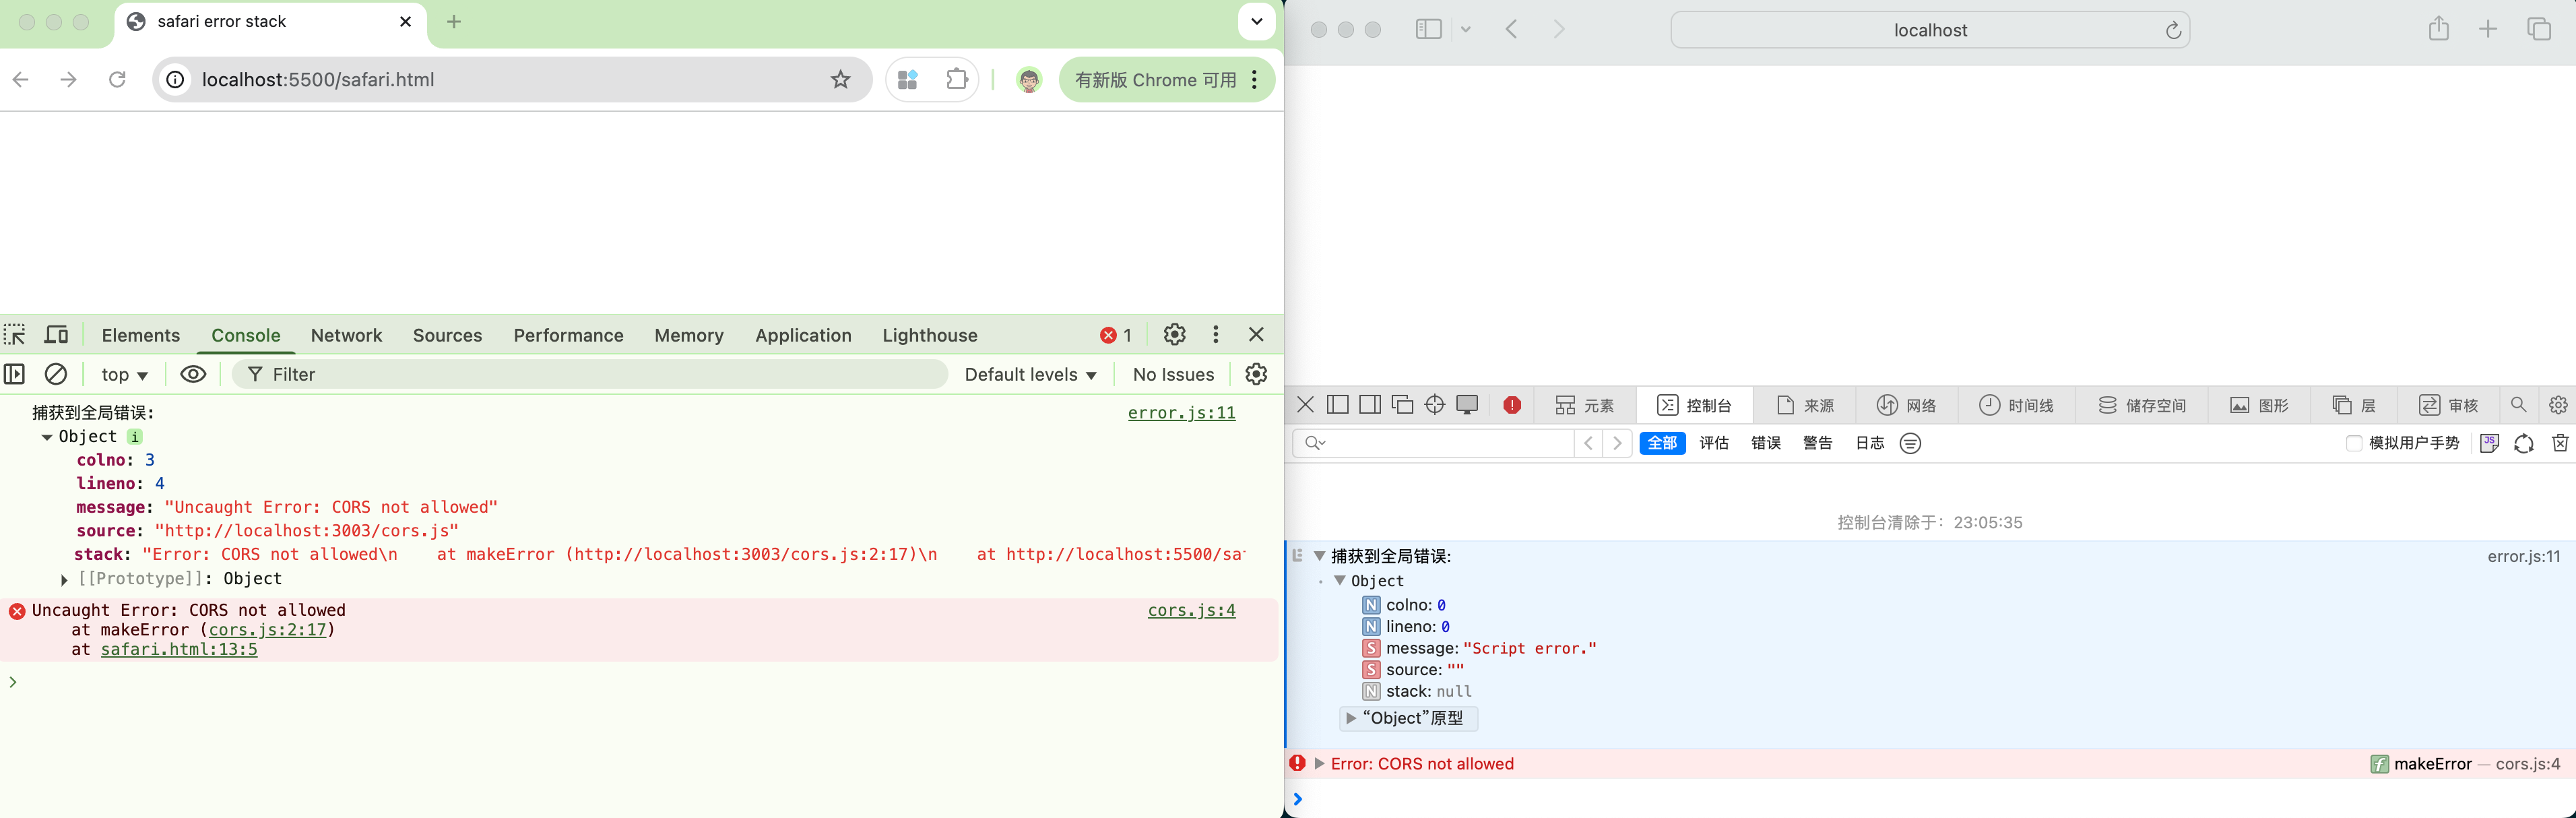 safari error stack
localhost:5500/safari.html
有新版 Chrome 可用
Elements Console Network Sources Performance Memory Application Lighthouse 1
top Filter Default levels No Issues
捕获到全局错误: error.js:11
Object i
colno: 3
lineno: 4
message: "Uncaught Error: CORS not allowed"
source: "http://localhost:3003/cors.js"
stack: "Error: CORS not allowed\n    at makeError (http://localhost:3003/cors.js:2:17)\n    at http://localhost:5500/sa
[[Prototype]]: Object
Uncaught Error: CORS not allowed cors.js:4
at makeError (cors.js:2:17)
at safari.html:13:5
localhost
元素 控制台 来源 网络 时间线 储存空间 图形 层 审核
全部 评估 错误 警告 日志 模拟用户手势 JS
控制台清除于: 23:05:35
捕获到全局错误: error.js:11
Object
N colno: 0
N lineno: 0
S message: "Script error."
S source: ""
N stack: null
“Object”原型
Error: CORS not allowed f makeError — cors.js:4